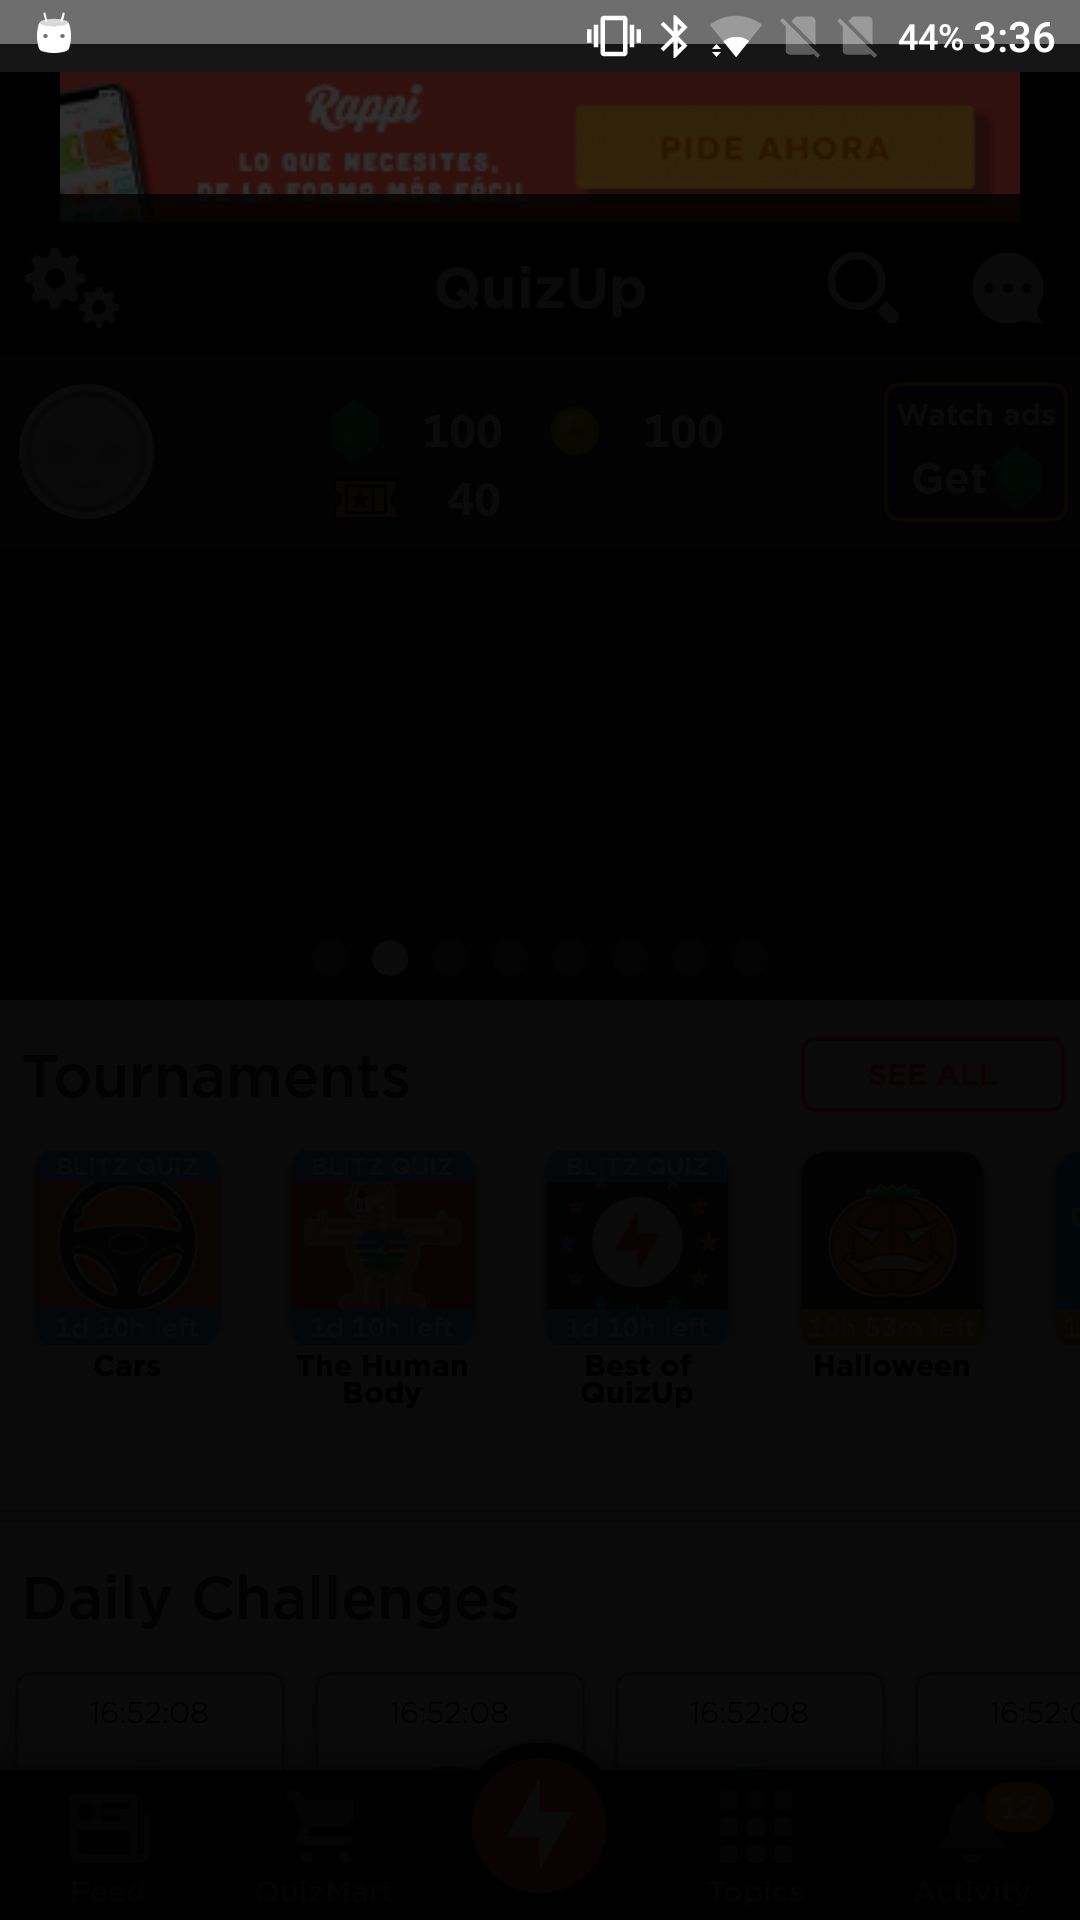 44% 3:36
Rappi
LO QUE NECESITES,
DE LA FORMA MÁS FÁCIL
PIDE AHORA
QuizUp
100 100
40
Watch ads
Get
Tournaments
SEE ALL
BLITZ QUIZ BLITZ QUIZ BLITZ QUIZ
1d 10h left 1d 10h left 1d 10h left 10h 53m left
Cars The Human Body Best of QuizUp Halloween
Daily Challenges
16:52:08 16:52:08 16:52:08
12
Feed QuizMart Topics Activity